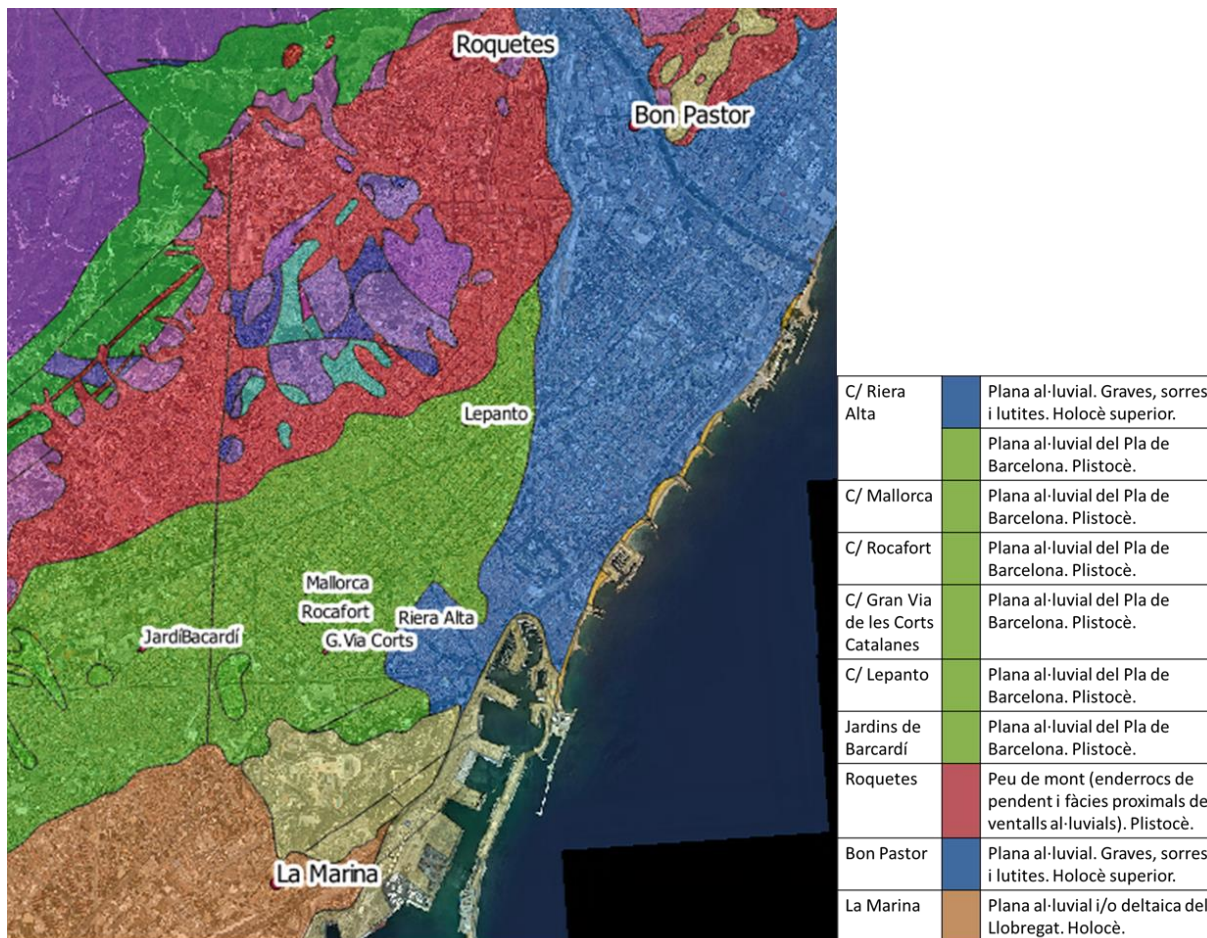 Roquetes
Bon Pastor
Lepanto
Mallorca
Rocafort
Riera Alta
JardíBacardí
G.Via Corts
La Marina
C/ Riera
Alta
Plana al·luvial. Graves, sorres
i lutites. Holocè superior.
Plana al·luvial del Pla de
Barcelona. Plistocè.
C/ Mallorca
Plana al·luvial del Pla de
Barcelona. Plistocè.
C/ Rocafort
Plana al·luvial del Pla de
Barcelona. Plistocè.
C/ Gran Via
de les Corts
Catalanes
Plana al·luvial del Pla de
Barcelona. Plistocè.
C/ Lepanto
Plana al·luvial del Pla de
Barcelona. Plistocè.
Jardins de
Barcardí
Plana al·luvial del Pla de
Barcelona. Plistocè.
Roquetes
Peu de mont (enderrocs de
pendent i fàcies proximals de
ventalls al·luvials). Plistocè.
Bon Pastor
Plana al·luvial. Graves, sorres
i lutites. Holocè superior.
La Marina
Plana al·luvial i/o deltaica del
Llobregat. Holocè.